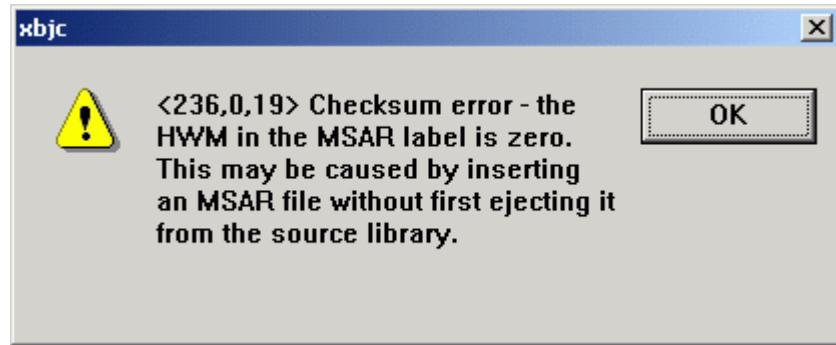 xbjc
<236,0,19> Checksum error - the
HWM in the MSAR label is zero.
This may be caused by inserting
an MSAR file without first ejecting it
from the source library.
OK